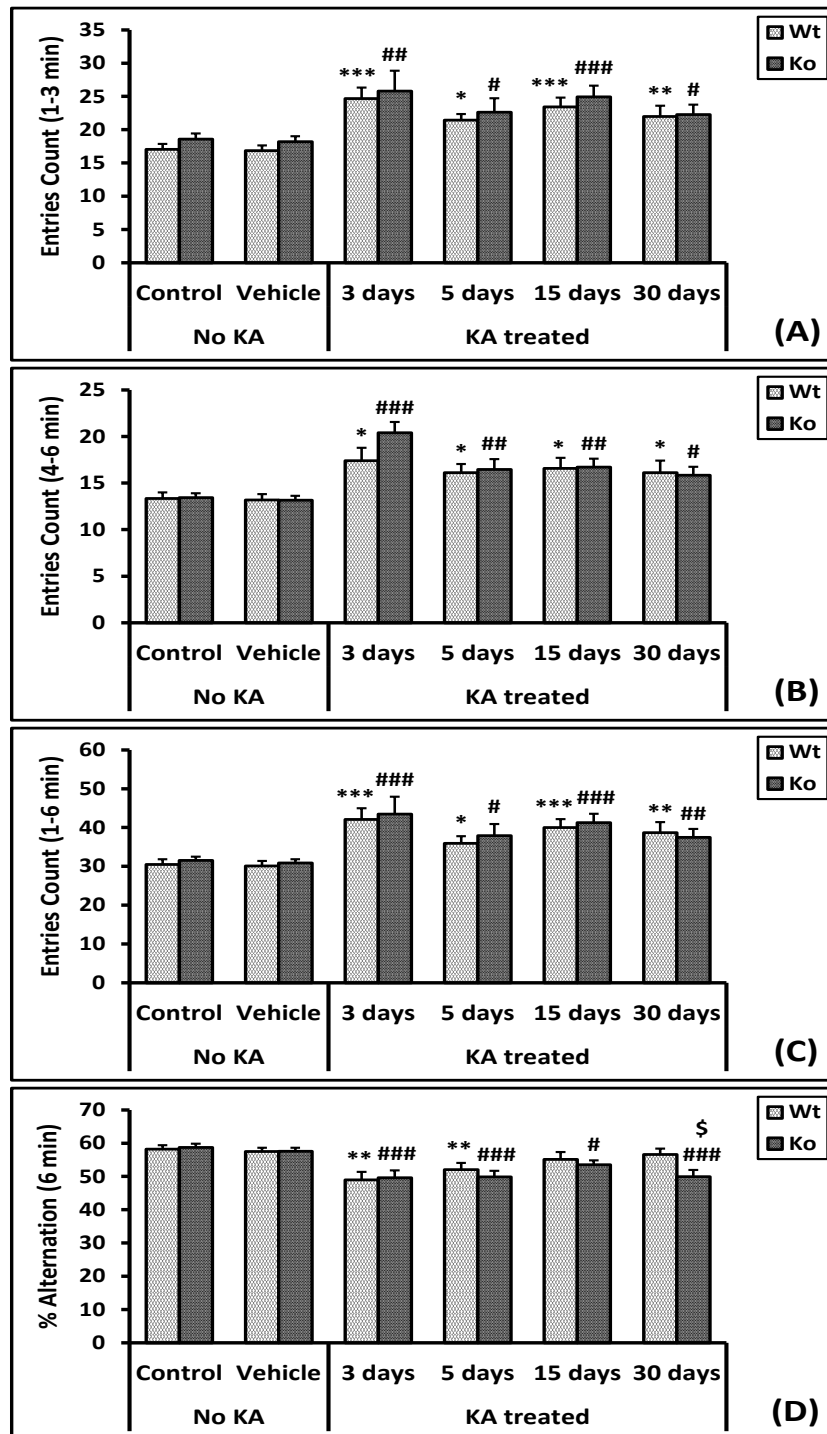 Entries Count (1-3 min)
35
30
25
20
15
10
5
0
*** ## * # *** ### ** #
Wt
Ko
Control Vehicle 3 days 5 days 15 days 30 days
No KA KA treated
(A)
Entries Count (4-6 min)
25
20
15
10
5
0
* ### * ## * ## * #
Wt
Ko
Control Vehicle 3 days 5 days 15 days 30 days
No KA KA treated
(B)
Entries Count (1-6 min)
60
50
40
30
20
10
0
*** ### * # *** ### ** ##
Wt
Ko
Control Vehicle 3 days 5 days 15 days 30 days
No KA KA treated
(C)
% Alternation (6 min)
70
60
50
40
30
20
10
0
$
** ### ** ### # ###
Wt
Ko
Control Vehicle 3 days 5 days 15 days 30 days
No KA KA treated
(D)